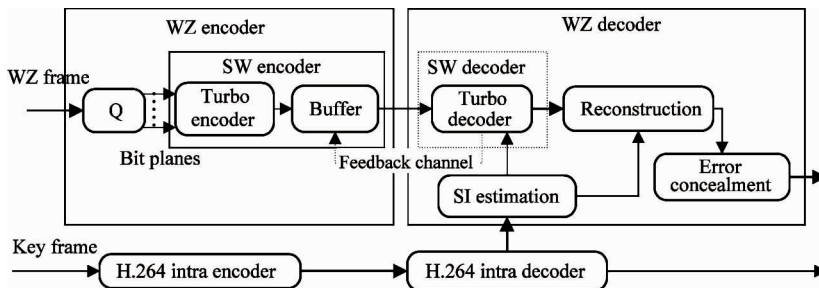 WZ encoder
WZ decoder
SW encoder
SW decoder
WZ frame
Q
Turbo
encoder
Buffer
Turbo
decoder
Reconstruction
Bit planes
Feedback channel
Error
concealment
SI estimation
Key frame
H.264 intra encoder
H.264 intra decoder